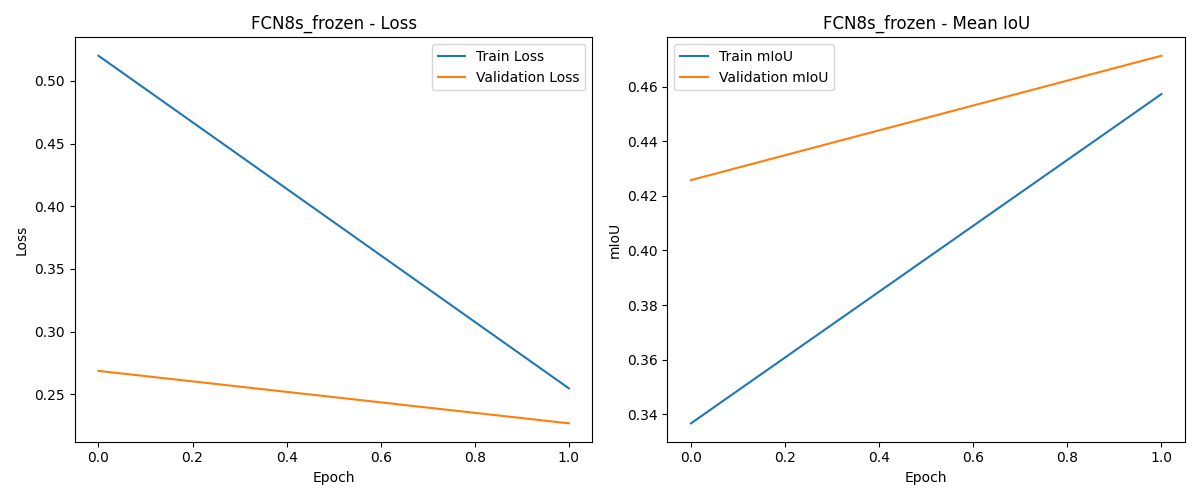 FCN8s_frozen - Loss
Train Loss
Validation Loss
0.50
0.45
0.40
0.35
0.30
0.25
Loss
0.0 0.2 0.4 0.6 0.8 1.0
Epoch
FCN8s_frozen - Mean IoU
Train mIoU
Validation mIoU
0.46
0.44
0.42
0.40
0.38
0.36
0.34
mIoU
0.0 0.2 0.4 0.6 0.8 1.0
Epoch